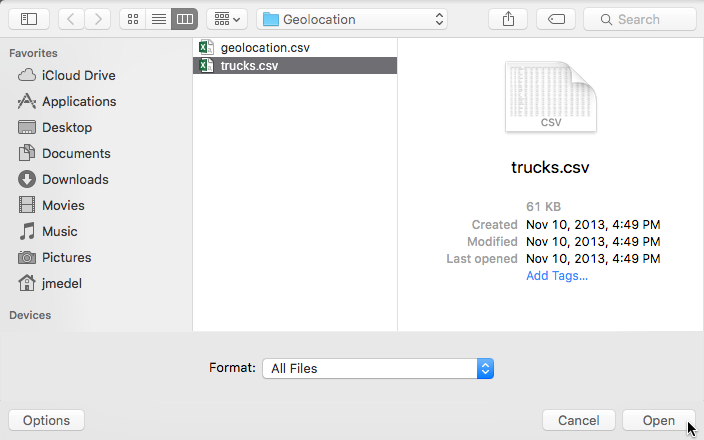 Geolocation
Search
Favorites
iCloud Drive
Applications
Desktop
Documents
Downloads
Movies
Music
Pictures
jmedel
Devices
geolocation.csv
trucks.csv
CSV
trucks.csv
61 KB
Created Nov 10, 2013, 4:49 PM
Modified Nov 10, 2013, 4:49 PM
Last opened Nov 10, 2013, 4:49 PM
Add Tags...
Format: All Files
Options
Cancel
Open